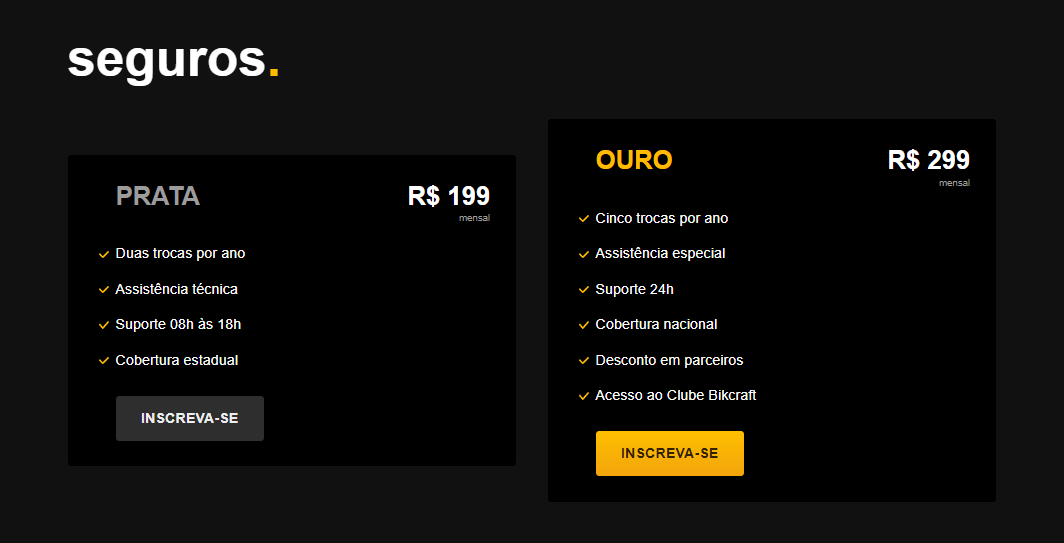 seguros.
PRATA
R$ 199
mensal
Duas trocas por ano
Assistência técnica
Suporte 08h às 18h
Cobertura estadual
INSCREVA-SE
OURO
R$ 299
mensal
Cinco trocas por ano
Assistência especial
Suporte 24h
Cobertura nacional
Desconto em parceiros
Acesso ao Clube Bikcraft
INSCREVA-SE